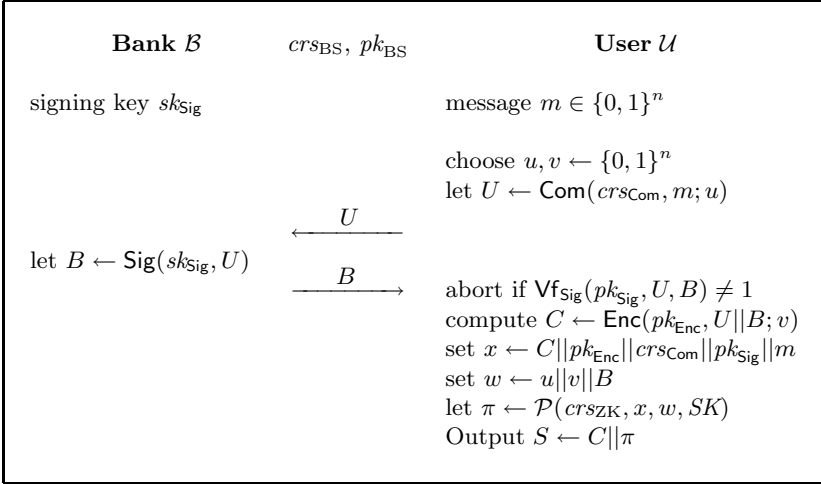 Bank 𝓑 crs_BS, pk_BS User 𝓤
signing key sk_Sig message m ∈ {0, 1}^n
choose u, v ← {0, 1}^n
let U ← Com(crs_Com, m; u)
U
let B ← Sig(sk_Sig, U)
B
abort if Vf_Sig(pk_Sig, U, B) ≠ 1
compute C ← Enc(pk_Enc, U||B; v)
set x ← C||pk_Enc||crs_Com||pk_Sig||m
set w ← u||v||B
let π ← 𝒫(crs_ZK, x, w, SK)
Output S ← C||π